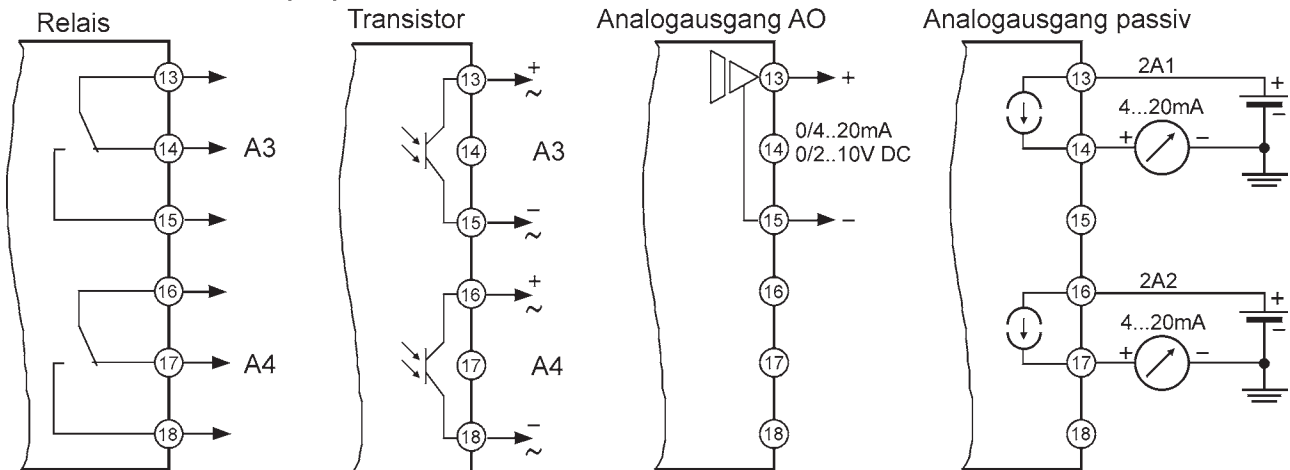 Relais
13
14 A3
15
16
17 A4
18
Transistor
13 + ~
14 A3
15 − ~
16 + ~
17 A4
18 − ~
Analogausgang AO
13 +
14 0/4..20mA
0/2..10V DC
15 −
16
17
18
Analogausgang passiv
13 2A1 +
4...20mA −
14 + −
15
16 2A2 +
4...20mA −
17 + −
18